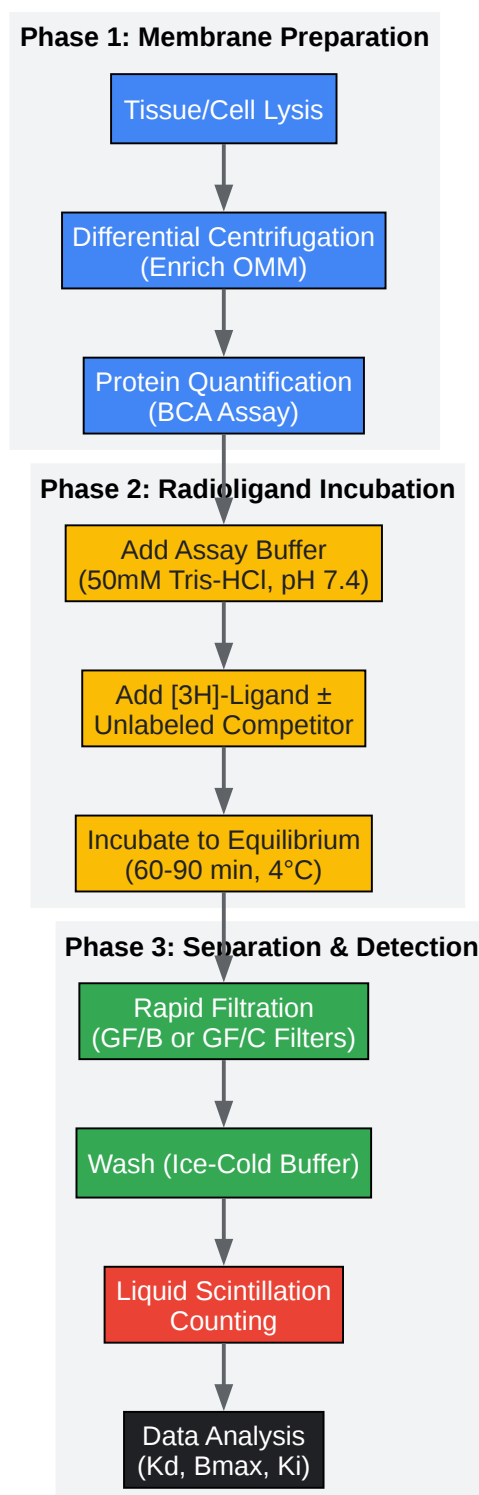 Phase 1: Membrane Preparation
Tissue/Cell Lysis
Differential Centrifugation
(Enrich OMM)
Protein Quantification
(BCA Assay)
Phase 2: Radioligand Incubation
Add Assay Buffer
(50mM Tris-HCl, pH 7.4)
Add [3H]-Ligand ±
Unlabeled Competitor
Incubate to Equilibrium
(60-90 min, 4°C)
Phase 3: Separation & Detection
Rapid Filtration
(GF/B or GF/C Filters)
Wash (Ice-Cold Buffer)
Liquid Scintillation
Counting
Data Analysis
(Kd, Bmax, Ki)